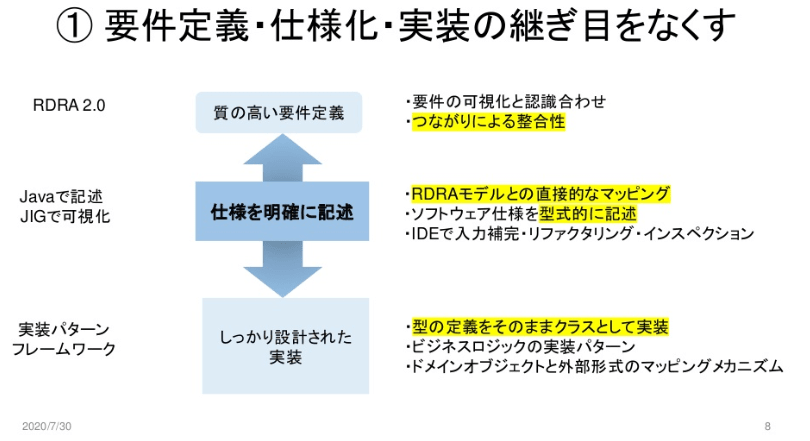 ① 要件定義・仕様化・実装の継ぎ目をなくす
RDRA 2.0
質の高い要件定義
・要件の可視化と認識合わせ
・つながりによる整合性
Javaで記述
JIGで可視化
仕様を明確に記述
・RDRAモデルとの直接的なマッピング
・ソフトウェア仕様を型式的に記述
・IDEで入力補完・リファクタリング・インスペクション
実装パターン
フレームワーク
しっかり設計された
実装
・型の定義をそのままクラスとして実装
・ビジネスロジックの実装パターン
・ドメインオブジェクトと外部形式のマッピングメカニズム
2020/7/30
8